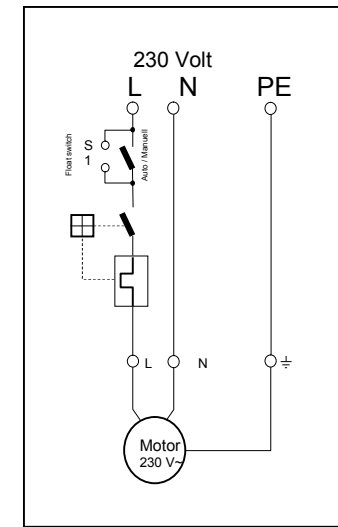 230 Volt
L N PE
Float switch
S
1
Auto / Manuell
L N
Motor
230 V~